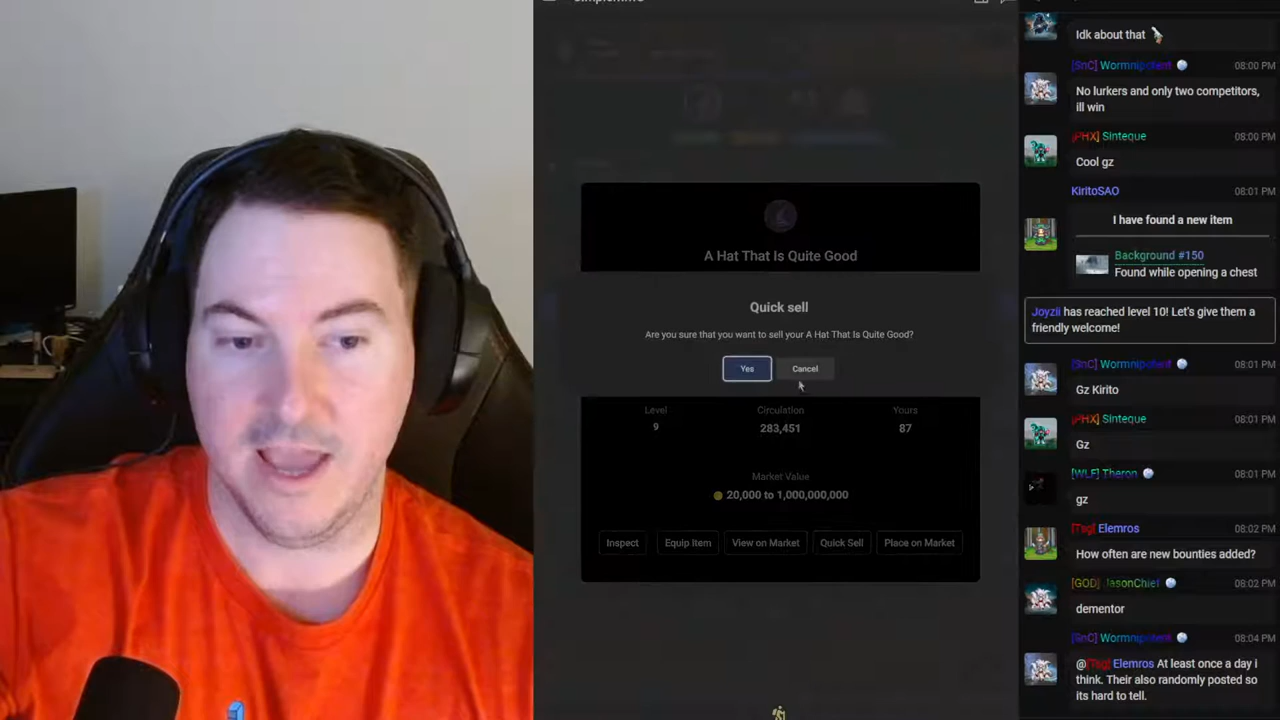 A Hat That Is Quite Good
Quick sell
Are you sure that you want to sell your A Hat That Is Quite Good?
Yes
Cancel
Level
Circulation
Yours
9
283,451
87
Market Value
20,000 to 1,000,000,000
Inspect
Equip Item
View on Market
Quick Sell
Place on Market
Idk about that
[SnC] Wormnipotent
08:00 PM
No lurkers and only two competitors,
ill win
[PHX] Sinteque
08:00 PM
Cool gz
KiritoSAO
08:01 PM
I have found a new item
Background #150
Found while opening a chest
Joyzii has reached level 10! Let's give them a
friendly welcome!
[SnC] Wormnipotent
08:01 PM
Gz Kirito
[PHX] Sinteque
08:01 PM
Gz
[WLF] Theron
08:01 PM
gz
[Tsg] Elemros
08:02 PM
How often are new bounties added?
[GOD] JasonChief
08:02 PM
dementor
[SnC] Wormnipotent
08:04 PM
@[Tsg] Elemros At least once a day i
think. Their also randomly posted so
its hard to tell.